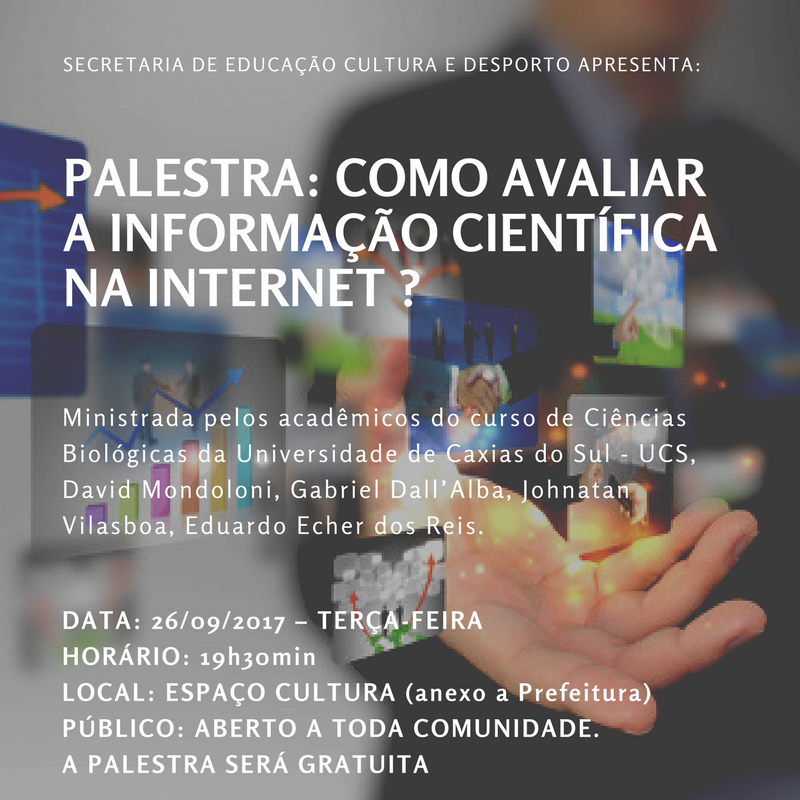 SECRETARIA DE EDUCAÇÃO CULTURA E DESPORTO APRESENTA:
PALESTRA: COMO AVALIAR
A INFORMAÇÃO CIENTÍFICA
NA INTERNET ?
Ministrada pelos acadêmicos do curso de Ciências
Biológicas da Universidade de Caxias do Sul - UCS,
David Mondoloni, Gabriel Dall'Alba, Johnatan
Vilasboa, Eduardo Echer dos Reis.
DATA: 26/09/2017 – TERÇA-FEIRA
HORÁRIO: 19h30min
LOCAL: ESPAÇO CULTURA (anexo a Prefeitura)
PÚBLICO: ABERTO A TODA COMUNIDADE.
A PALESTRA SERÁ GRATUITA